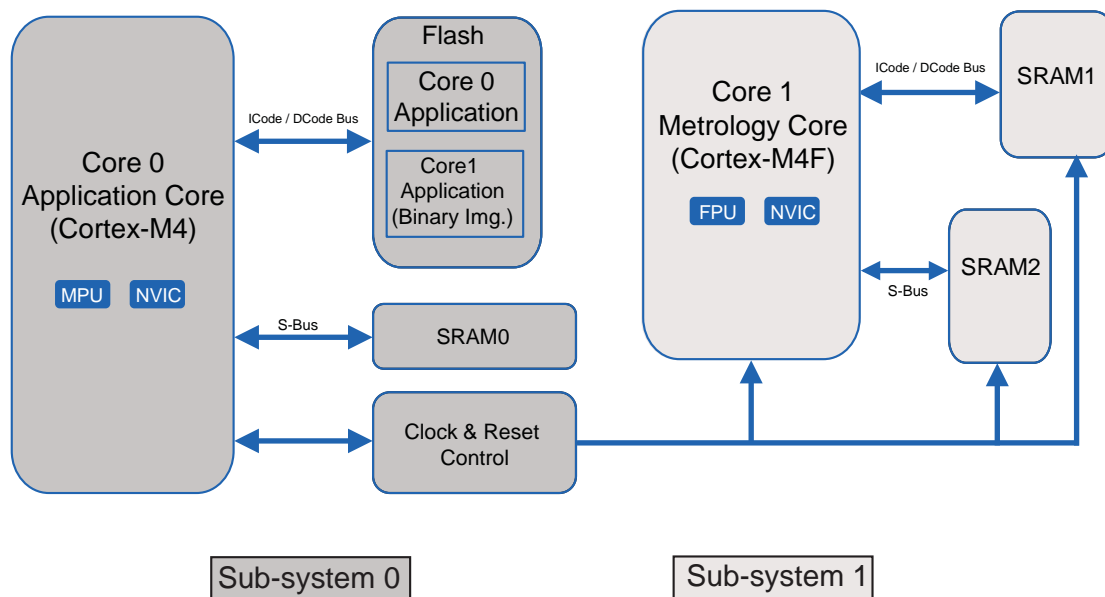 Core 0
Application Core
(Cortex-M4)
MPU
NVIC
ICode / DCode Bus
Flash
Core 0
Application
Core1
Application
(Binary Img.)
S-Bus
SRAM0
Clock & Reset
Control
Core 1
Metrology Core
(Cortex-M4F)
FPU
NVIC
ICode / DCode Bus
SRAM1
S-Bus
SRAM2
Sub-system 0
Sub-system 1